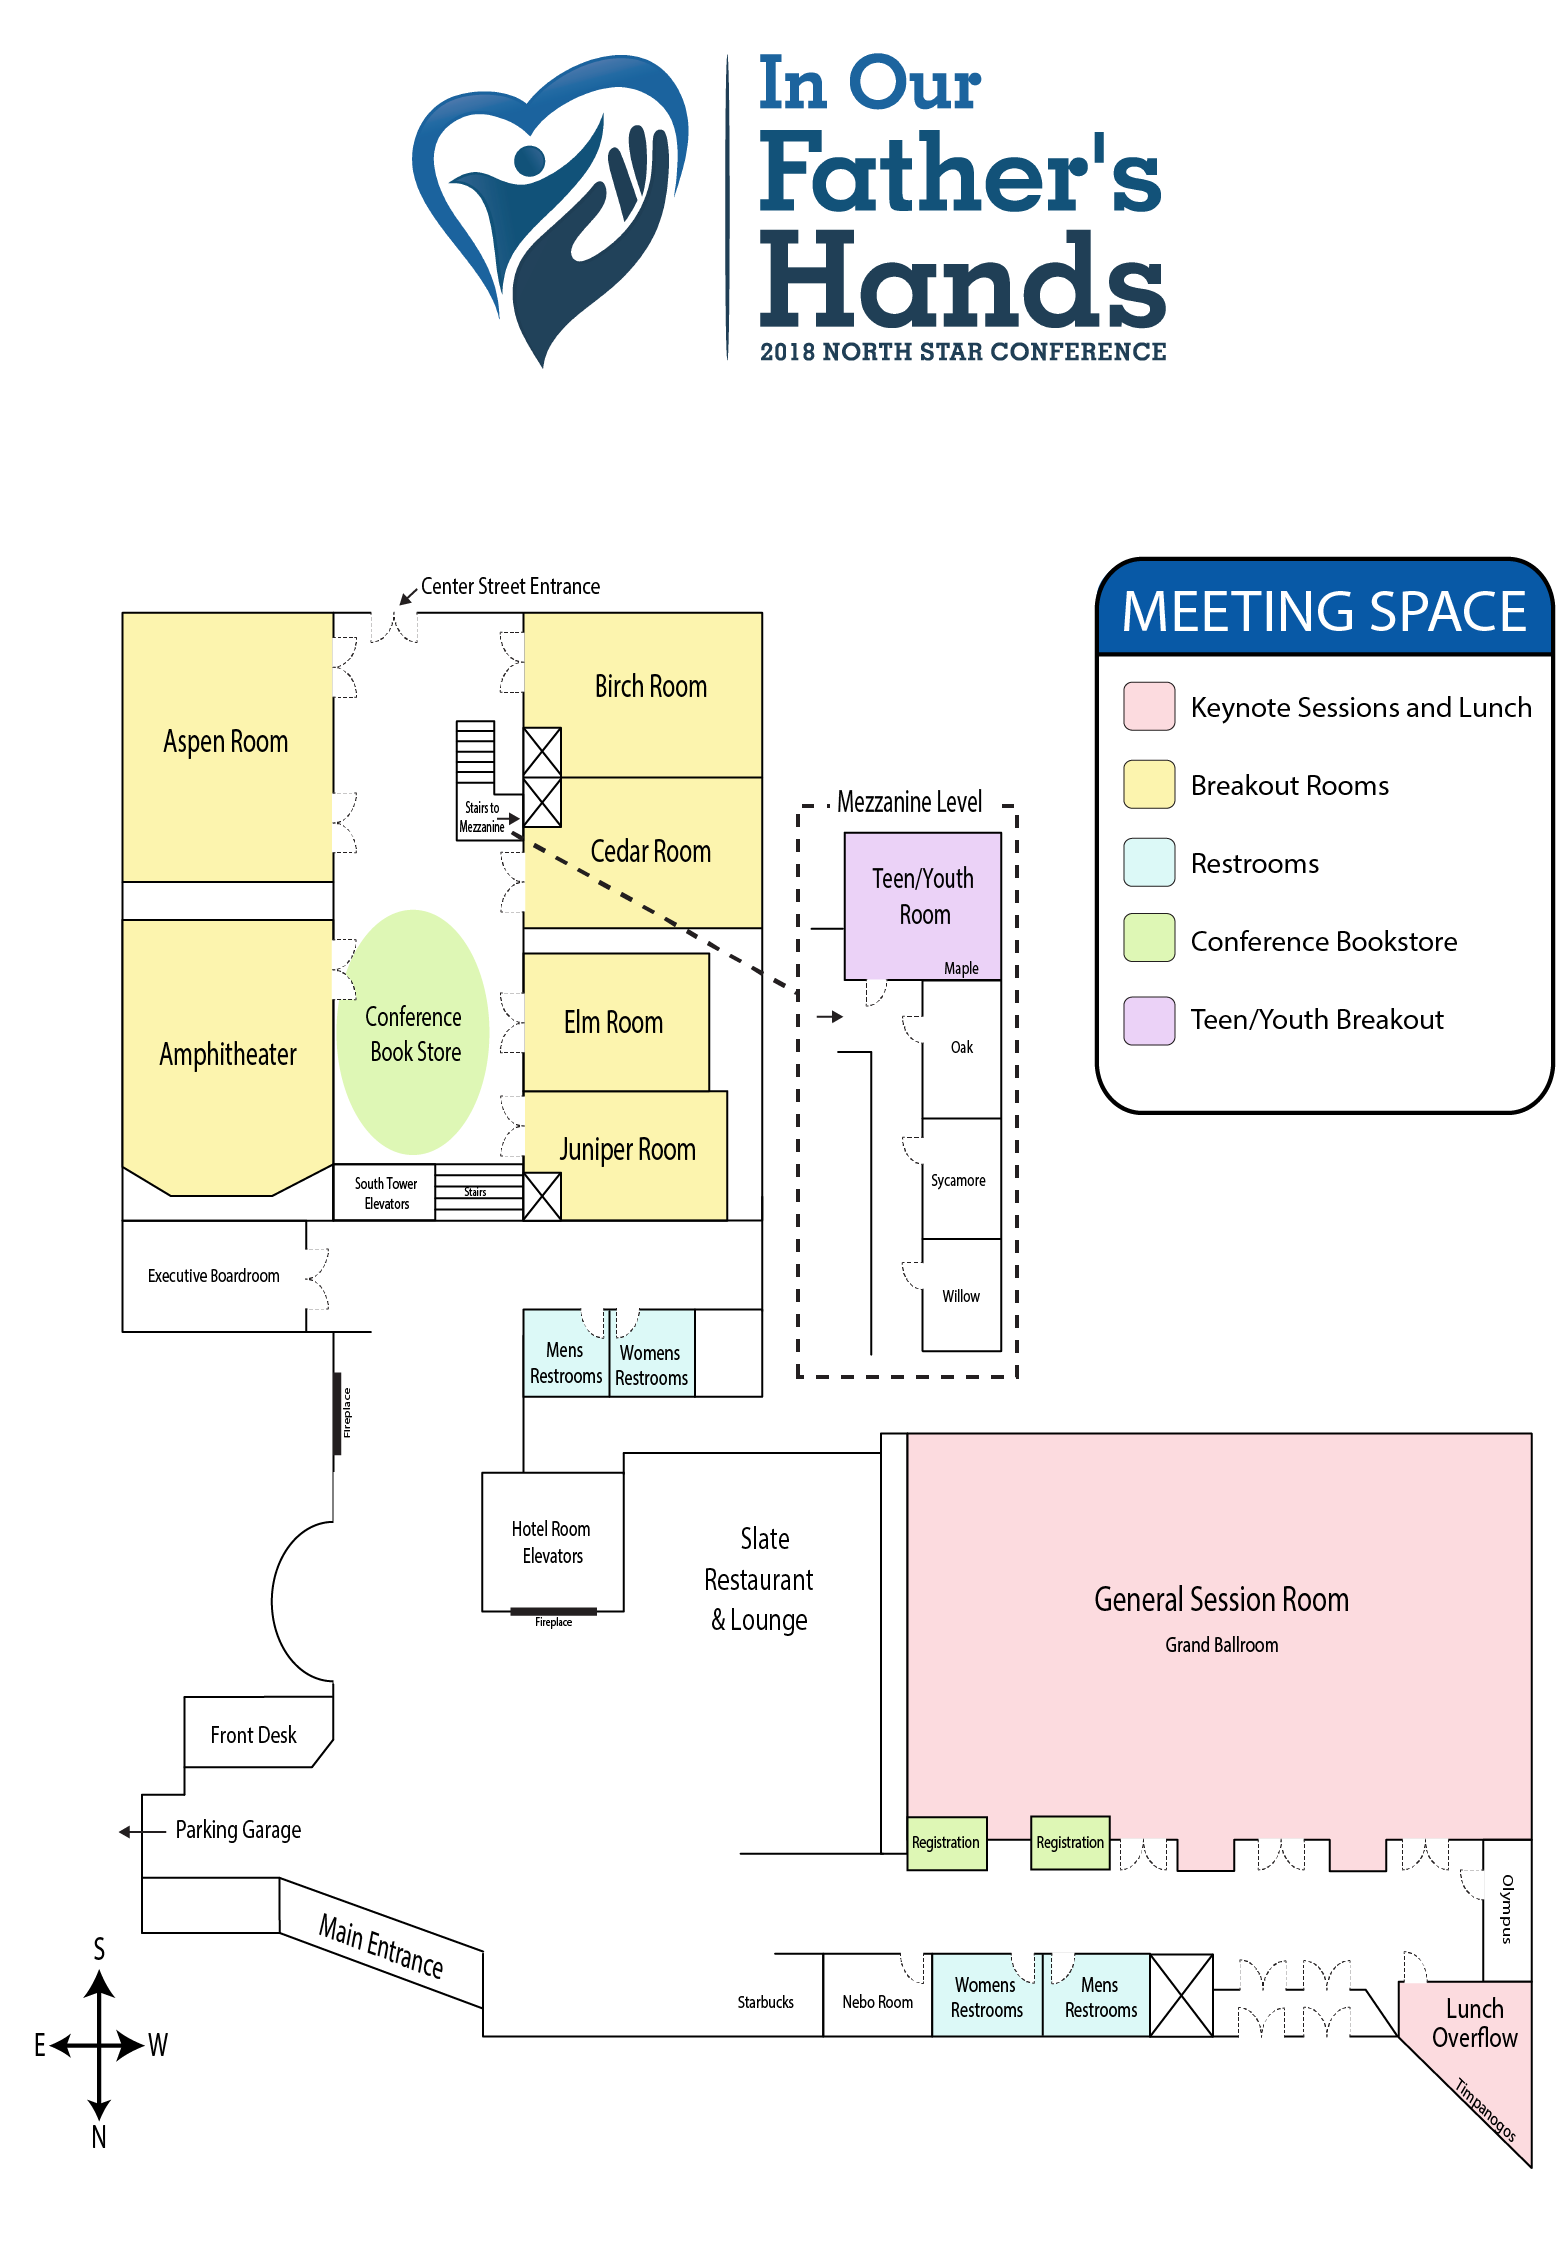 In Our
Father's
Hands
2018 NORTH STAR CONFERENCE
Center Street Entrance
MEETING SPACE
Keynote Sessions and Lunch
Breakout Rooms
Restrooms
Conference Bookstore
Teen/Youth Breakout
Aspen Room
Birch Room
Stairs to
Mezzanine
Cedar Room
Mezzanine Level
Teen/Youth
Room
Maple
Oak
Sycamore
Willow
Conference
Book Store
Amphitheater
Elm Room
Juniper Room
South Tower
Elevators
Stairs
Executive Boardroom
Mens
Restrooms
Womens
Restrooms
Fireplace
Hotel Room
Elevators
Fireplace
Slate
Restaurant
& Lounge
General Session Room
Grand Ballroom
Front Desk
Parking Garage
Registration
Registration
Olympus
Main Entrance
Starbucks
Nebo Room
Womens
Restrooms
Mens
Restrooms
Lunch
Overflow
Timpanogos
S
E
W
N